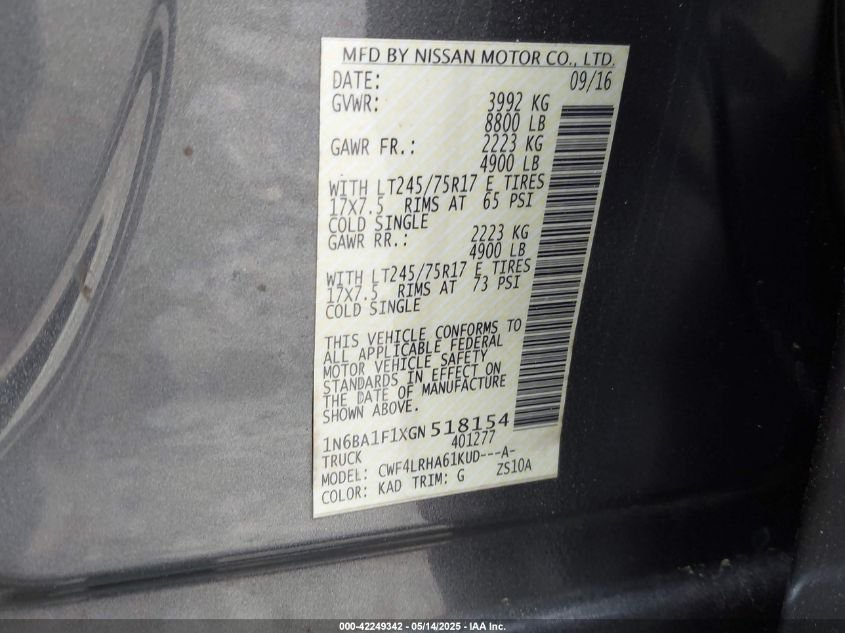 MFD BY NISSAN MOTOR CO., LTD.
DATE: 09/16
GVWR: 3992 KG
8800 LB
GAWR FR.: 2223 KG
4900 LB
WITH LT245/75R17 E TIRES
17X7.5 RIMS AT 65 PSI
COLD SINGLE
GAWR RR.: 2223 KG
4900 LB
WITH LT245/75R17 E TIRES
17X7.5 RIMS AT 73 PSI
COLD SINGLE
THIS VEHICLE CONFORMS TO
ALL APPLICABLE FEDERAL
MOTOR VEHICLE SAFETY
STANDARDS IN EFFECT ON
THE DATE OF MANUFACTURE
SHOWN ABOVE.
1N6BA1F1XGN518154
TRUCK 401277
MODEL: CWF4LRHA61KUD---A-
COLOR: KAD TRIM: G ZS10A
000-42249342 - 05/14/2025 - IAA Inc.